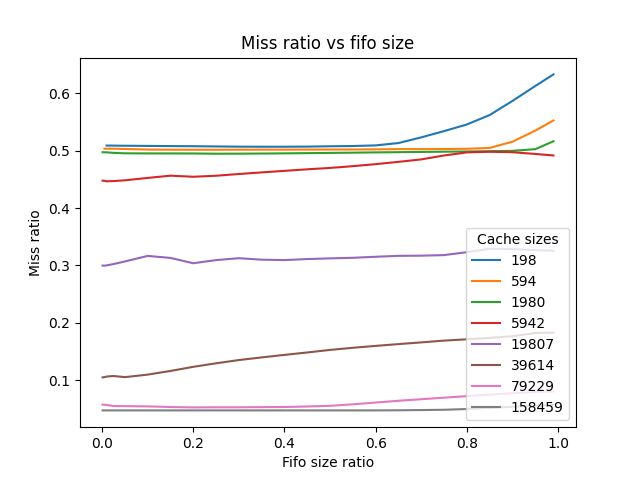 Miss ratio vs fifo size
0.6
0.5
0.4
0.3
0.2
0.1
Miss ratio
Cache sizes
198
594
1980
5942
19807
39614
79229
158459
0.0 0.2 0.4 0.6 0.8 1.0
Fifo size ratio